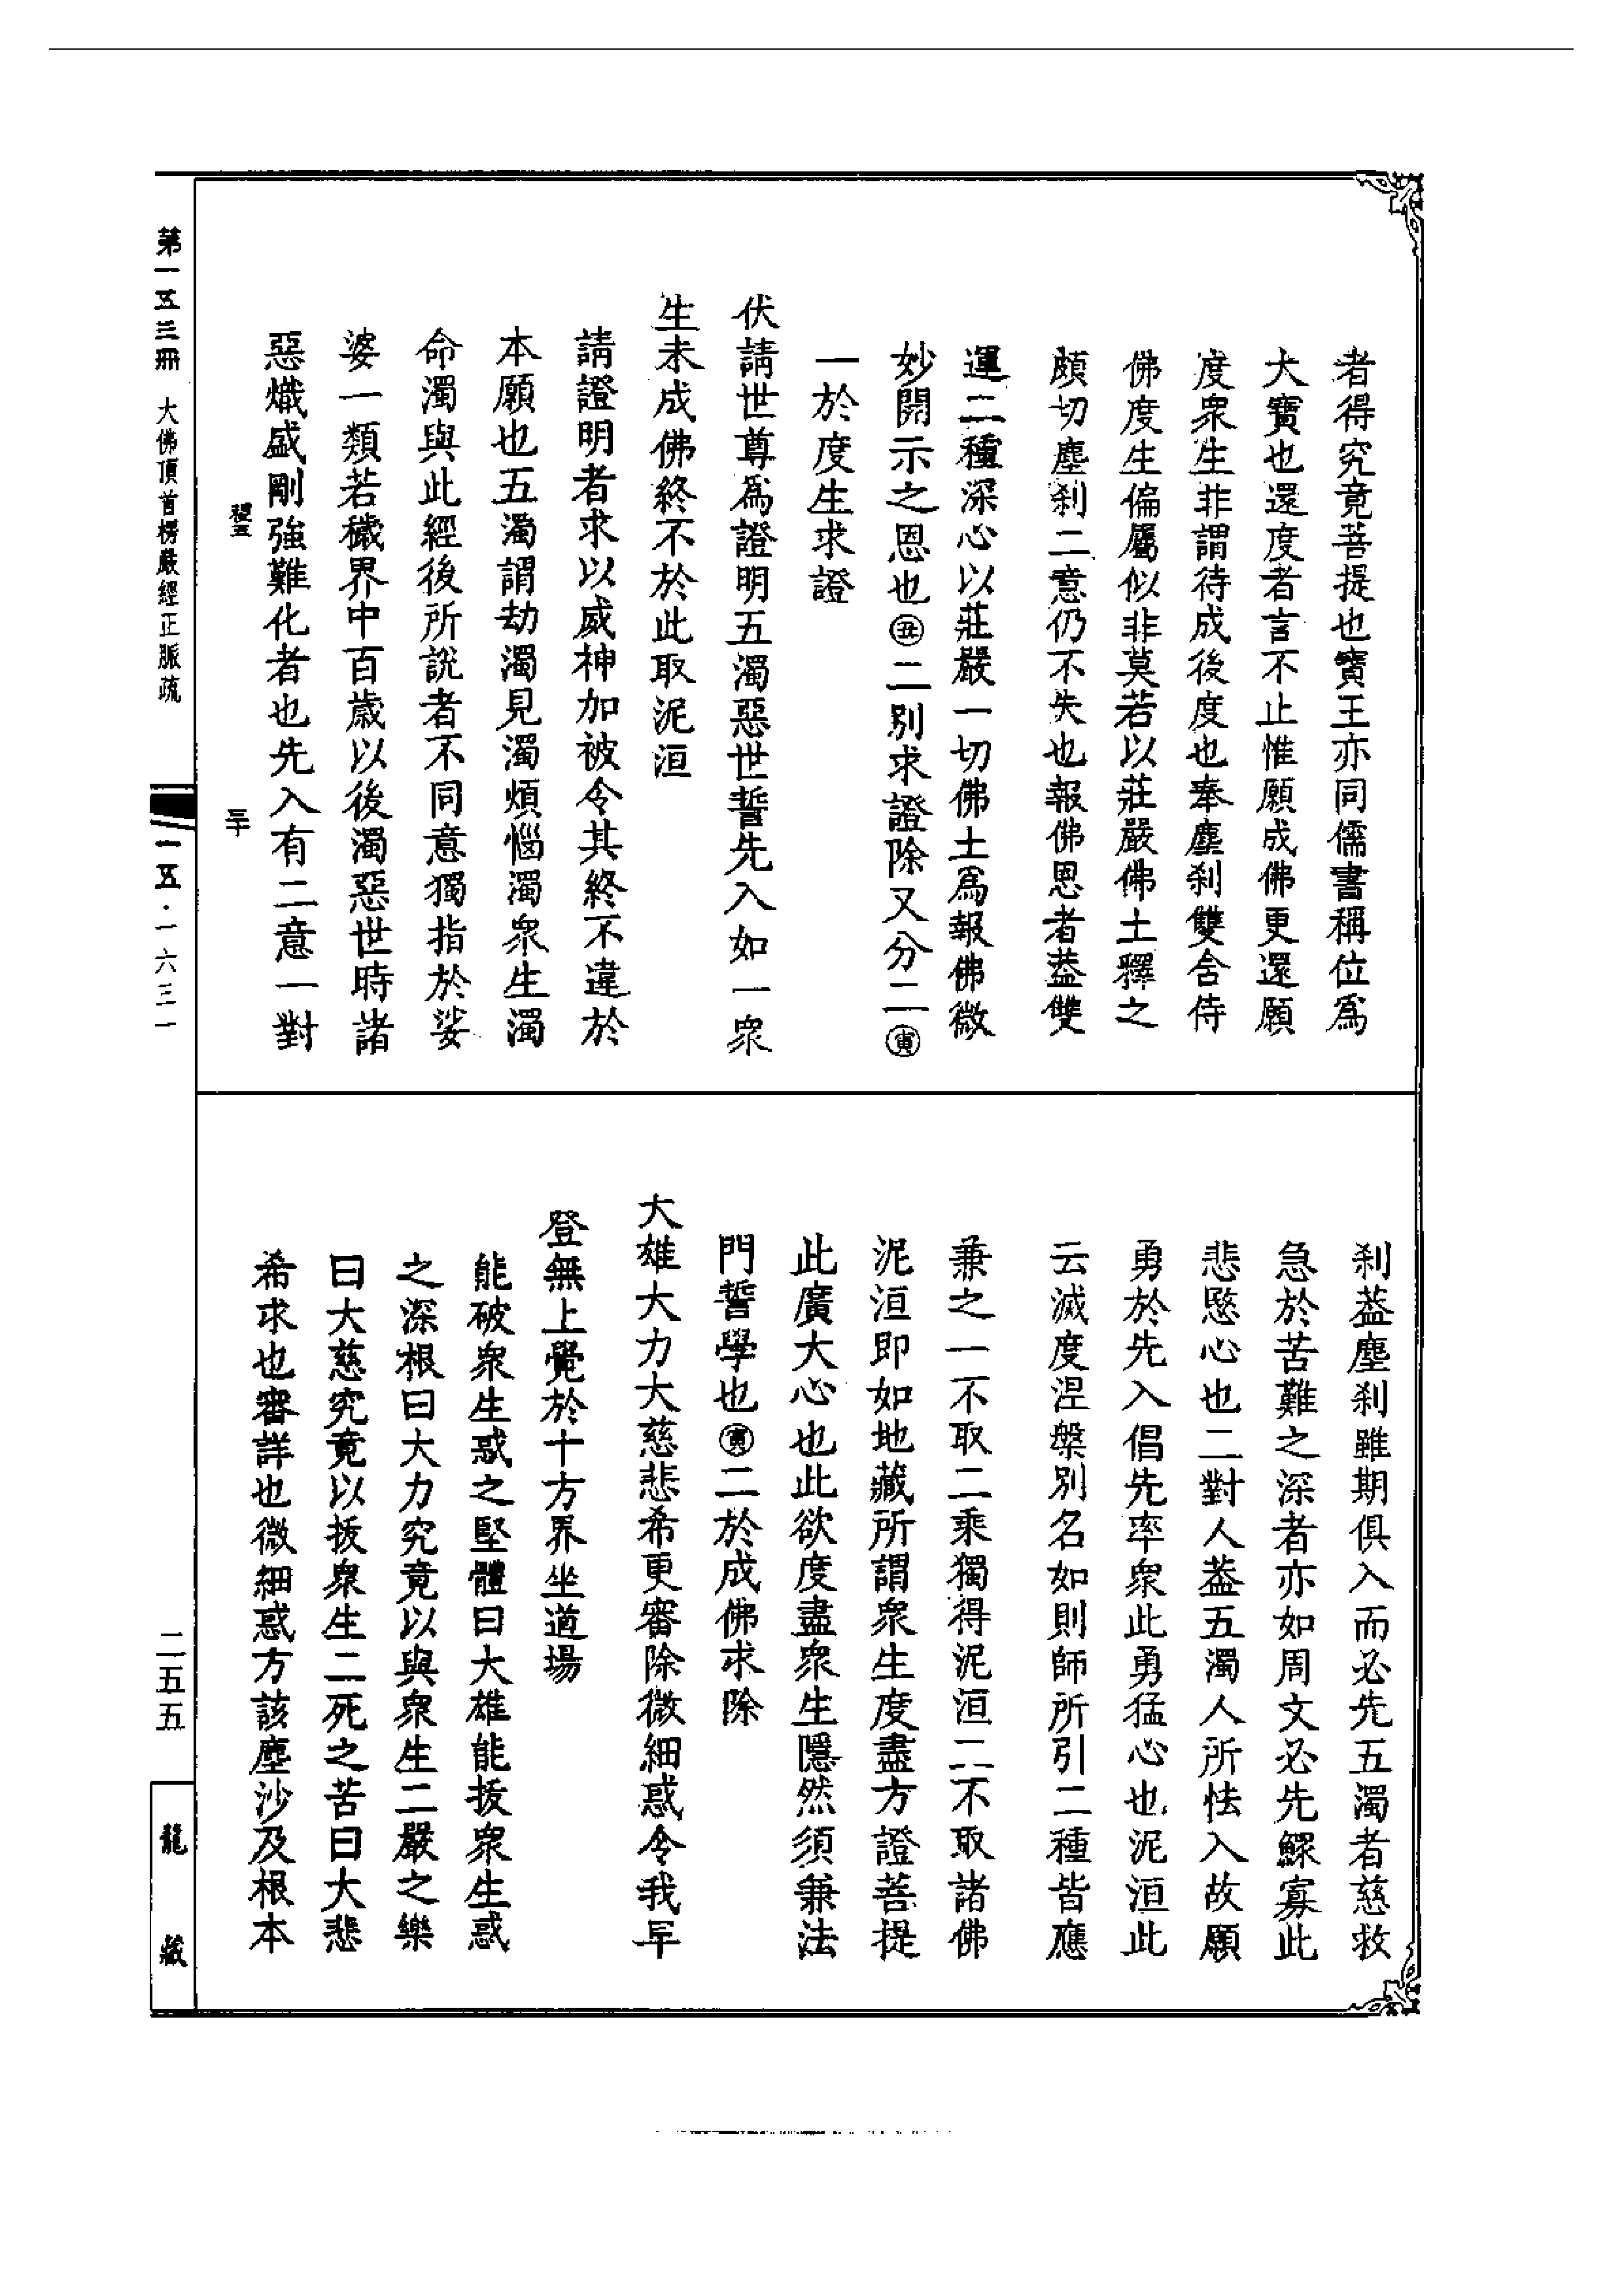 者得究竟菩提也寶王亦同儒書稱位爲
大寶也還度者言不止惟願成佛更還願
度衆生非謂待成後度也奉塵刹雙含侍
佛度生偏屬似非莫若以莊嚴佛土釋之
頗切塵刹二意仍不失也報佛恩者葢雙
運二種深心以莊嚴一切佛土爲報佛微
妙開示之恩也㊄二別求證除又分二㊞
一於度生求證
伏請世尊爲證明五濁惡世誓先入如一衆
生未成佛終不於此取泥洹
請證明者求以威神加被令其終不違於
本願也五濁謂劫濁見濁煩惱濁衆生濁
命濁與此經後所說者不同意獨指於娑
婆一類若穢界中百歲以後濁惡世時諸
惡熾盛剛強難化者也先入有二意一對
刹葢塵刹雖期俱入而必先五濁者慈救
急於苦難之深者亦如周文必先鰥寡此
悲愍心也二對人葢五濁人所怯入故願
勇於先入倡先率衆此勇猛心也泥洹此
云滅度涅槃別名如則師所引二種皆應
兼之一不取二乘獨得泥洹二不取諸佛
泥洹即如地藏所謂衆生度盡方證菩提
此廣大心也此欲度盡衆生隱然須兼法
門誓學也㊞二於成佛求除
大雄大力大慈悲希更審除微細惑令我早
登無上覺於十方界坐道場
能破衆生惑之堅體曰大雄能拔衆生惑
之深根曰大力究竟以與衆生二嚴之樂
曰大慈究竟以拔衆生二死之苦曰大悲
希求也審詳也微細惑方該塵沙及根本
第一五三冊　大佛頂首楞嚴經正脈疏
一五·一六三一
二五五
龍藏